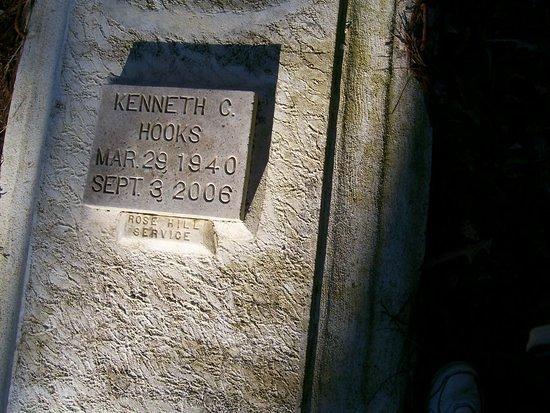 KENNETH C.
HOOKS
MAR. 29, 1940
SEPT. 3, 2006
ROSE HILL
SERVICE